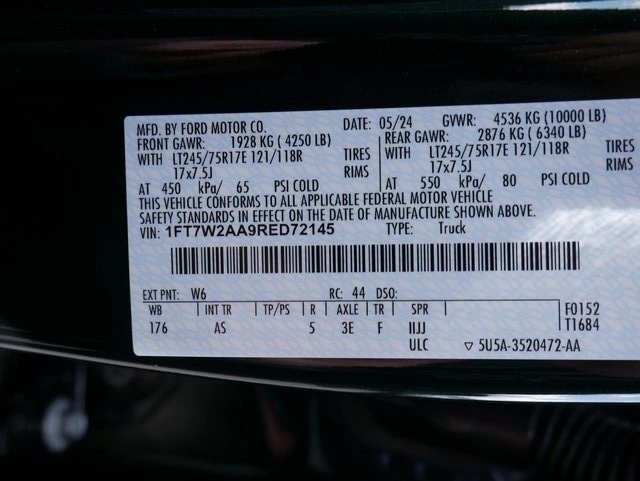 MFD. BY FORD MOTOR CO. DATE: 05/24 GVWR: 4536 KG (10000 LB)
FRONT GAWR: 1928 KG ( 4250 LB) REAR GAWR: 2876 KG ( 6340 LB)
WITH LT245/75R17E 121/118R TIRES WITH LT245/75R17E 121/118R TIRES
17x7.5J RIMS 17x7.5J RIMS
AT 450 kPa/ 65 PSI COLD AT 550 kPa/ 80 PSI COLD
THIS VEHICLE CONFORMS TO ALL APPLICABLE FEDERAL MOTOR VEHICLE
SAFETY STANDARDS IN EFFECT ON THE DATE OF MANUFACTURE SHOWN ABOVE.
VIN: 1FT7W2AA9RED72145 TYPE: Truck
EXT PNT: W6 RC: 44 DSO:
WB INT TR TP/PS R AXLE TR SPR F0152
176 AS 5 3E F IIJJ T1684
ULC ▽ 5U5A-3520472-AA